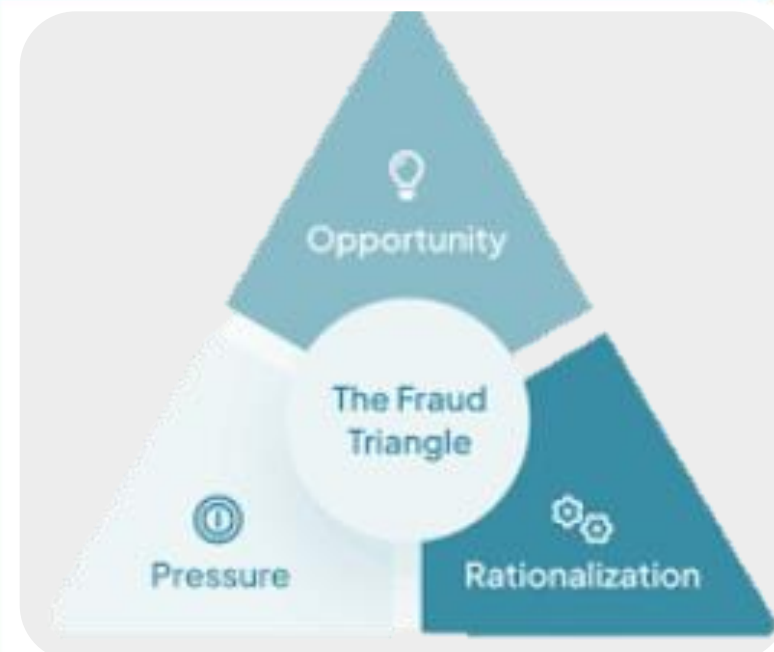 Opportunity
The Fraud
Triangle
Pressure
Rationalization